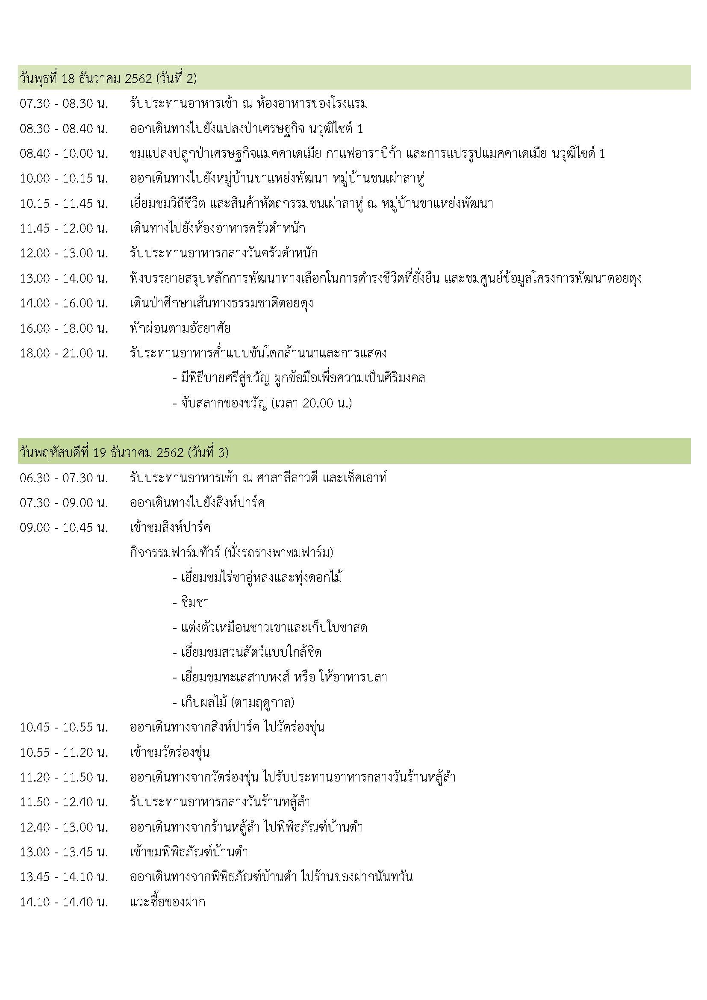 วันพุธที่ 18 ธันวาคม 2562 (วันที่ 2)
07.30 - 08.30 น. รับประทานอาหารเช้า ณ ห้องอาหารของโรงแรม
08.30 - 08.40 น. ออกเดินทางไปยังแปลงป่าเศรษฐกิจ นวุฒิไซต์ 1
08.40 - 10.00 น. ชมแปลงปลูกป่าเศรษฐกิจแมคคาเดเมีย กาแฟอาราบิก้า และการแปรรูปแมคคาเดเมีย นวุฒิไซด์ 1
10.00 - 10.15 น. ออกเดินทางไปยังหมู่บ้านขาแหย่งพัฒนา หมู่บ้านชนเผ่าลาหู่
10.15 - 11.45 น. เยี่ยมชมวิถีชีวิต และสินค้าหัตถกรรมชนเผ่าลาหู่ ณ หมู่บ้านขาแหย่งพัฒนา
11.45 - 12.00 น. เดินทางไปยังห้องอาหารครัวตำหนัก
12.00 - 13.00 น. รับประทานอาหารกลางวันครัวตำหนัก
13.00 - 14.00 น. ฟังบรรยายสรุปหลักการพัฒนาทางเลือกในการดำรงชีวิตที่ยั่งยืน และชมศูนย์ข้อมูลโครงการพัฒนาดอยตุง
14.00 - 16.00 น. เดินป่าศึกษาเส้นทางธรรมชาติดอยตุง
16.00 - 18.00 น. พักผ่อนตามอัธยาศัย
18.00 - 21.00 น. รัประทานอาหารค่ำแบบขันโตกล้านนาและการแสดง
- มีพิธีบายศรีสู่ขวัญ ผูกข้อมือเพื่อความเป็นศิริมงคล
- จับสลากของขวัญ (เวลา 20.00 น.)
วันพฤหัสบดีที่ 19 ธันวาคม 2562 (วันที่ 3)
06.30 - 07.30 น. รับประทานอาหารเช้า ณ ศาลาลีลาวดี และเช็คเอาท์
07.30 - 09.00 น. ออกเดินทางไปยังสิงห์ปาร์ค
09.00 - 10.45 น. เข้าชมสิงห์ปาร์ค
กิจกรรมฟาร์มทัวร์ (นั่งรถรางพาชมฟาร์ม)
- เยี่ยมชมไร่ชาอู่หลงและทุ่งดอกไม้
- ชิมชา
- แต่งตัวเหมือนชาวเขาและเก็บใบชาสด
- เยี่ยมชมสวนสัตว์แบบใกล้ชิด
- เยี่ยมชมทะเลสาบหงส์ หรือ ให้อาหารปลา
- เก็บผลไม้ (ตามฤดูกาล)
10.45 - 10.55 น. ออกเดินทางจากสิงห์ปาร์ค ไปวัดร่องขุ่น
10.55 - 11.20 น. เข้าชมวัดร่องขุ่น
11.20 - 11.50 น. ออกเดินทางจากวัดร่องขุ่น ไปรับประทานอาหารกลางวันร้านหลู้ลำ
11.50 - 12.40 น. รับประทานอาหารกลางวันร้านหลู้ลำ
12.40 - 13.00 น. ออกเดินทางจากร้านหลู้ลำ ไปพิพิธภัณฑ์บ้านดำ
13.00 - 13.45 น. เข้าชมพิพิธภัณฑ์บ้านดำ
13.45 - 14.10 น. ออกเดินทางจากพิพิธภัณฑ์บ้านดำ ไปร้านของฝากนันทวัน
14.10 - 14.40 น. แวะซื้อของฝาก